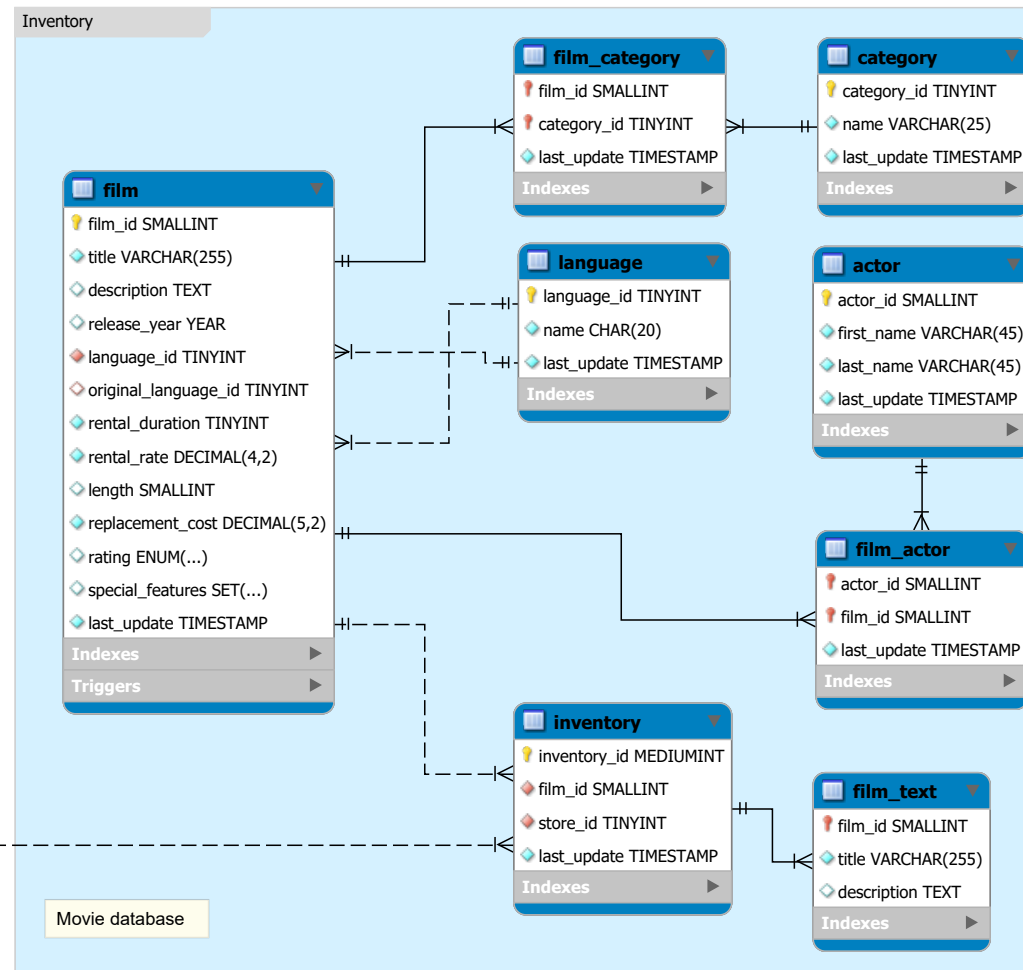 Inventory
film_category
film_id SMALLINT
category_id TINYINT
last_update TIMESTAMP
Indexes
category
category_id TINYINT
name VARCHAR(25)
last_update TIMESTAMP
Indexes
film
film_id SMALLINT
title VARCHAR(255)
description TEXT
release_year YEAR
language_id TINYINT
original_language_id TINYINT
rental_duration TINYINT
rental_rate DECIMAL(4,2)
length SMALLINT
replacement_cost DECIMAL(5,2)
rating ENUM(...)
special_features SET(...)
last_update TIMESTAMP
Indexes
Triggers
language
language_id TINYINT
name CHAR(20)
last_update TIMESTAMP
Indexes
actor
actor_id SMALLINT
first_name VARCHAR(45)
last_name VARCHAR(45)
last_update TIMESTAMP
Indexes
film_actor
actor_id SMALLINT
film_id SMALLINT
last_update TIMESTAMP
Indexes
inventory
inventory_id MEDIUMINT
film_id SMALLINT
store_id TINYINT
last_update TIMESTAMP
Indexes
film_text
film_id SMALLINT
title VARCHAR(255)
description TEXT
Indexes
Movie database